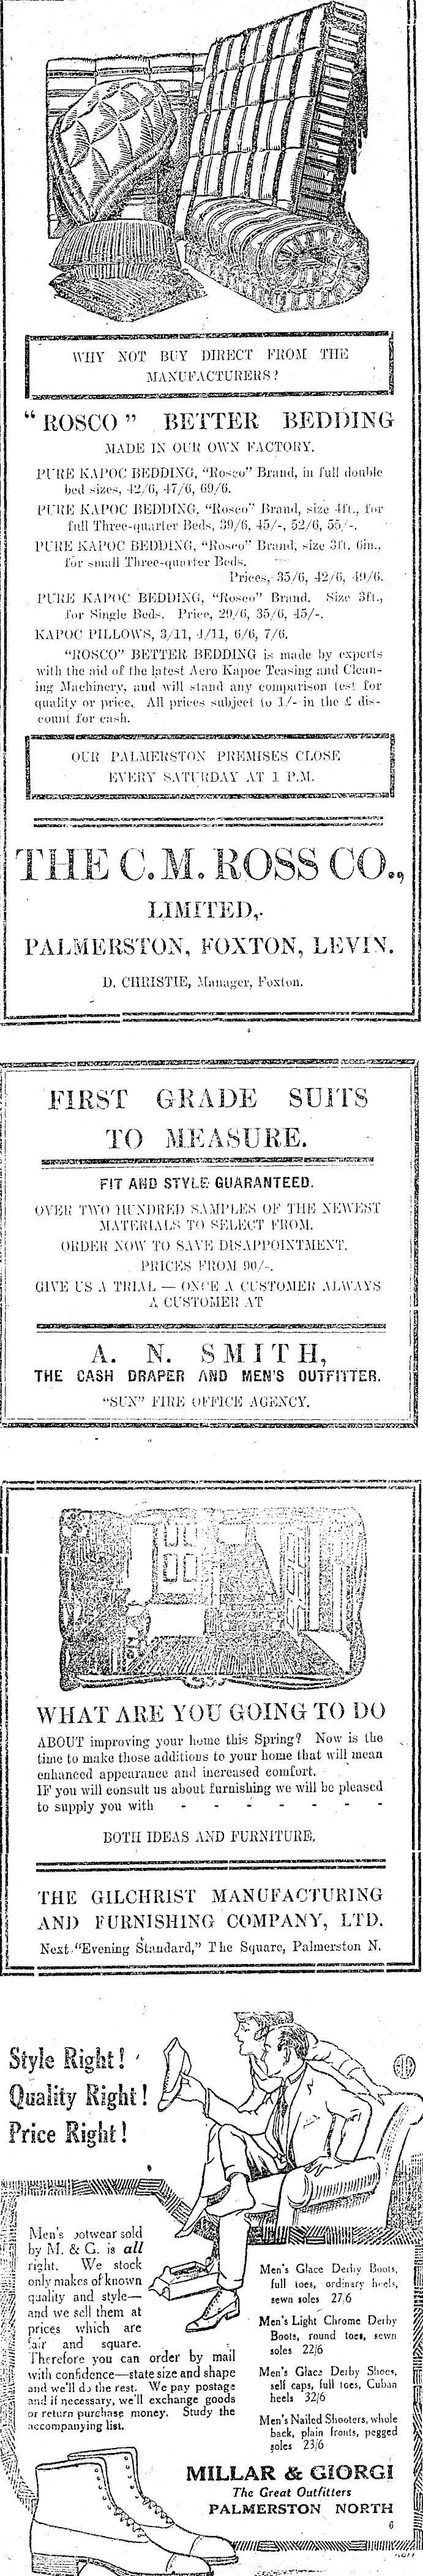 WHY NOT BUY DIRECT FROM THE
MANUFACTURERS?
“ROSCO” BETTER BEDDING
MADE IN OUR OWN FACTORY.
PURE KAPOC BEDDING, “Rosco” Brand, in full double
bed sizes, 42/6, 47/6, 69/6.
PURE KAPOC BEDDING, “Rosco” Brand, size 4ft., for
full Three-quarter Beds, 39/6, 45/-, 52/6, 55/-.
PURE KAPOC BEDDING, “Rosco” Brand, size 3ft. 6in.,
for small Three-quarter Beds.
Prices, 35/6, 42/6, 49/6.
PURE KAPOC BEDDING, “Rosco” Brand. Size 3ft.,
for Single Beds. Price, 29/6, 35/6, 45/-.
KAPOC PILLOWS, 3/11, 4/11, 6/6, 7/6.
“ROSCO” BETTER BEDDING is made by experts
with the aid of the latest Aero Kapoc Teasing and Clean-
ing Machinery, and will stand any comparison test for
quality or price. All prices subject to 1/- in the £ dis-
count for cash.
OUR PALMERSTON PREMISES CLOSE
EVERY SATURDAY AT 1 P.M.
THE C.M. ROSS CO.,
LIMITED,
PALMERSTON, FOXTON, LEVIN.
D. CHRISTIE, Manager, Foxton.
FIRST GRADE SUITS
TO MEASURE.
FIT AND STYLE GUARANTEED.
OVER TWO HUNDRED SAMPLES OF THE NEWEST
MATERIALS TO SELECT FROM.
ORDER NOW TO SAVE DISAPPOINTMENT.
PRICES FROM 90/-.
GIVE US A TRIAL — ONCE A CUSTOMER ALWAYS
A CUSTOMER AT
A. N. SMITH,
THE CASH DRAPER AND MEN'S OUTFITTER.
“SUN” FIRE OFFICE AGENCY.
WHAT ARE YOU GOING TO DO
ABOUT improving your home this Spring? Now is the
time to make those additions to your home that will mean
enhanced appearance and increased comfort.
IF you will consult us about furnishing we will be pleased
to supply you with - - - - - - -
BOTH IDEAS AND FURNITURE.
THE GILCHRIST MANUFACTURING
AND FURNISHING COMPANY, LTD.
Next “Evening Standard,” The Square, Palmerston N.
Style Right!
Quality Right!
Price Right!
Men's footwear sold
by M. & G. is all
right. We stock
only makes of known
quality and style—
and we sell them at
prices which are
fair and square.
Therefore you can order by mail
with confidence—state size and shape
and we'll do the rest. We pay postage
and if necessary, we'll exchange goods
or return purchase money. Study the
accompanying list.
Men's Glace Derby Boots,
full toes, ordinary heels,
sewn soles 27/6
Men's Light Chrome Derby
Boots, round toes, sewn
soles 22/6
Men's Glace Derby Shoes,
self caps, full toes, Cuban
heels 32/6
Men's Nailed Shooters, whole
back, plain fronts, pegged
soles 23/6
MILLAR & GIORGI
The Great Outfitters
PALMERSTON NORTH
6